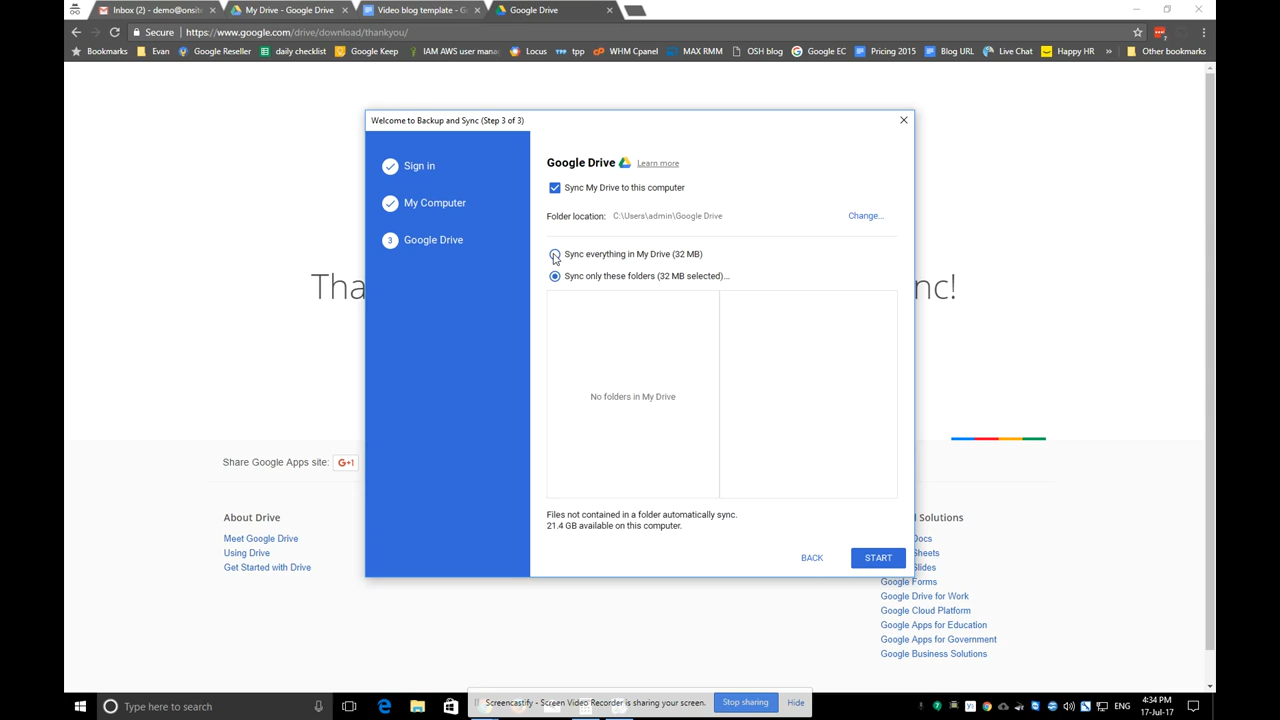 Inbox (2) - demo@onsit
My Drive - Google Drive
Video blog template - G
Google Drive
Secure
https://www.google.com/drive/download/thankyou/
Bookmarks
Evan
Google Reseller
daily checklist
Google Keep
IAM AWS user mana
Locus
tpp
WHM Cpanel
MAX RMM
OSH blog
Google EC
Pricing 2015
Blog URL
Live Chat
Happy HR
»
Other bookmarks
Welcome to Backup and Sync (Step 3 of 3)
Sign in
My Computer
3 Google Drive
Google Drive
Learn more
Sync My Drive to this computer
Folder location: C:\Users\admin\Google Drive
Change...
Sync everything in My Drive (32 MB)
Sync only these folders (32 MB selected)...
No folders in My Drive
Files not contained in a folder automatically sync.
21.4 GB available on this computer.
BACK
START
Tha
nc!
Share Google Apps site:
G+1
About Drive
Meet Google Drive
Using Drive
Get Started with Drive
Solutions
Docs
Sheets
Slides
Google Forms
Google Drive for Work
Google Cloud Platform
Google Apps for Education
Google Apps for Government
Google Business Solutions
Type here to search
Screencastify - Screen Video Recorder is sharing your screen.
Stop sharing
Hide
ENG
4:34 PM
17-Jul-17